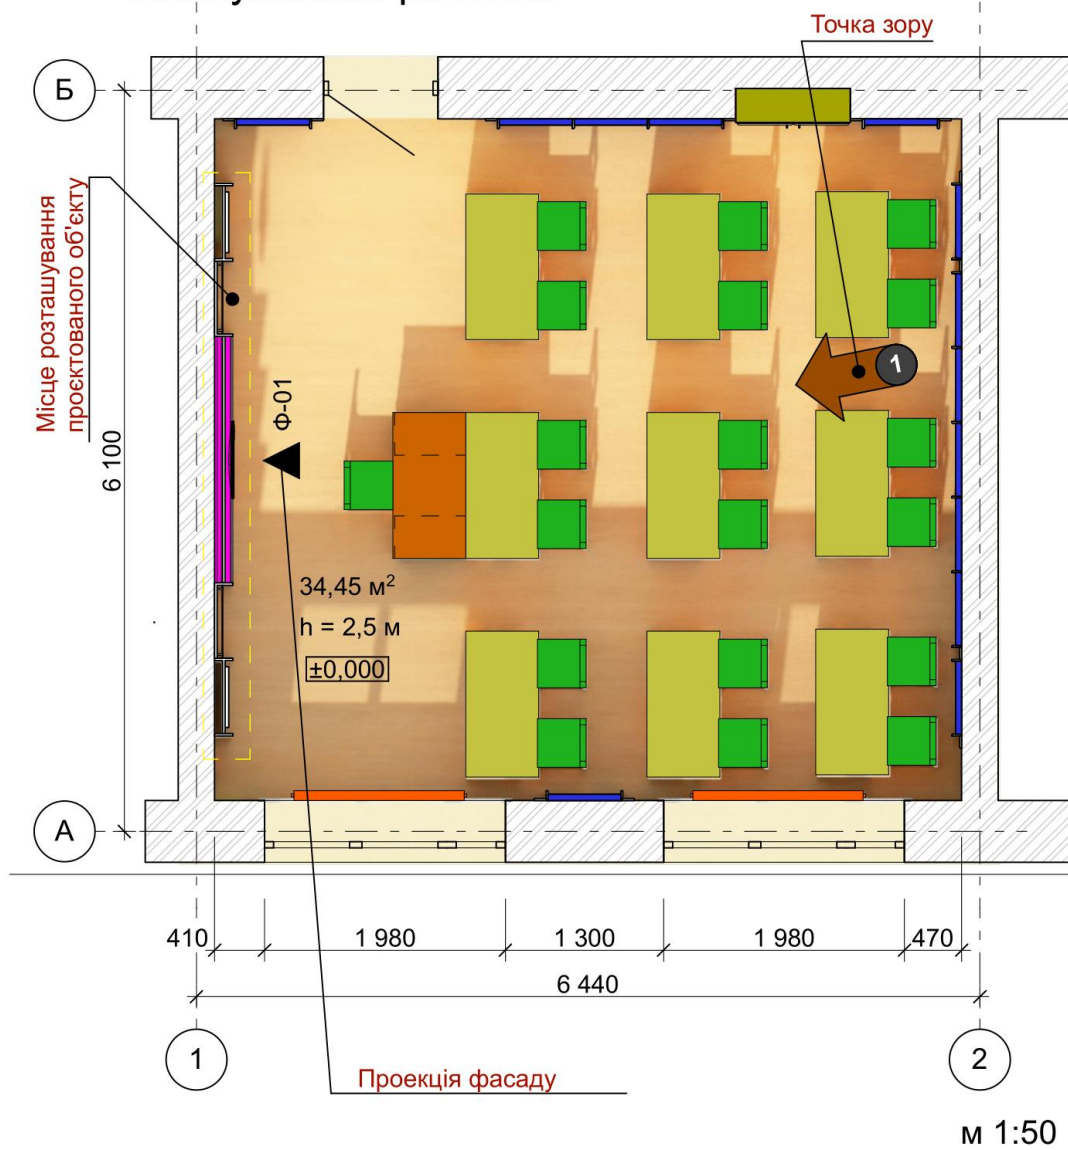 Точка зору
Б
Місце розташування
проєктованого об'єкту
6 100
1
Ф-01
34,45 м²
h = 2,5 м
±0,000
А
410
1 980
1 300
1 980
470
6 440
1
2
Проекція фасаду
м 1:50